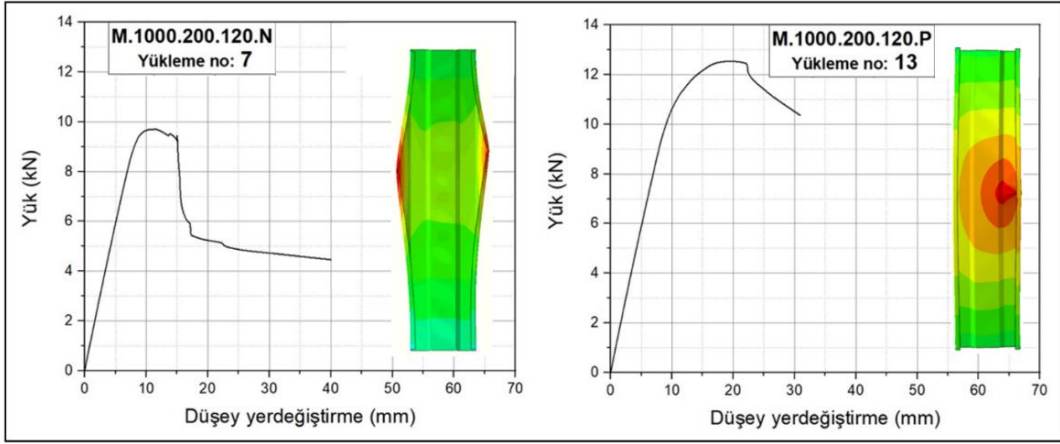 M.1000.200.120.N
Yükleme no: 7
14
12
10
8
6
4
2
0
Yük (kN)
0 10 20 30 40 50 60 70
Düşey yerdeğiştirme (mm)
M.1000.200.120.P
Yükleme no: 13
14
12
10
8
6
4
2
0
Yük (kN)
0 10 20 30 40 50 60 70
Düşey yerdeğiştirme (mm)